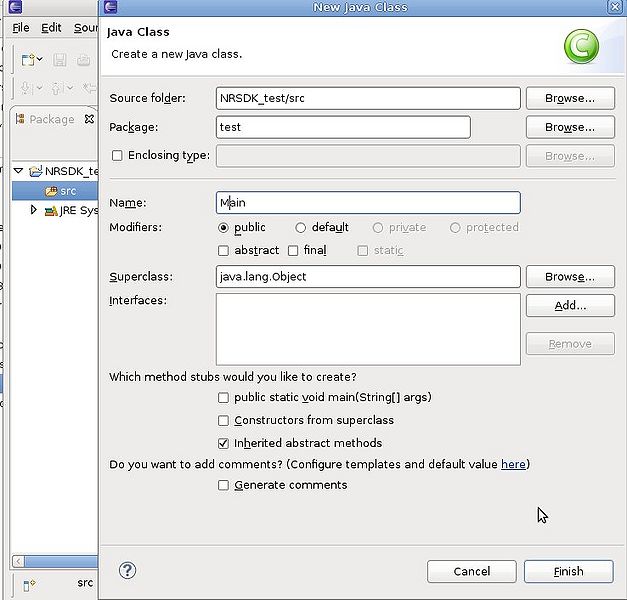 New Java Class
File Edit Sour
Java Class
Create a new Java class.
Package
NRSDK_te
src
JRE Sys
Source folder: NRSDK_test/src Browse...
Package: test Browse...
Enclosing type: Browse...
Name: Main
Modifiers: public default private protected
abstract final static
Superclass: java.lang.Object Browse...
Interfaces: Add...
Remove
Which method stubs would you like to create?
public static void main(String[] args)
Constructors from superclass
Inherited abstract methods
Do you want to add comments? (Configure templates and default value here)
Generate comments
Cancel Finish
src